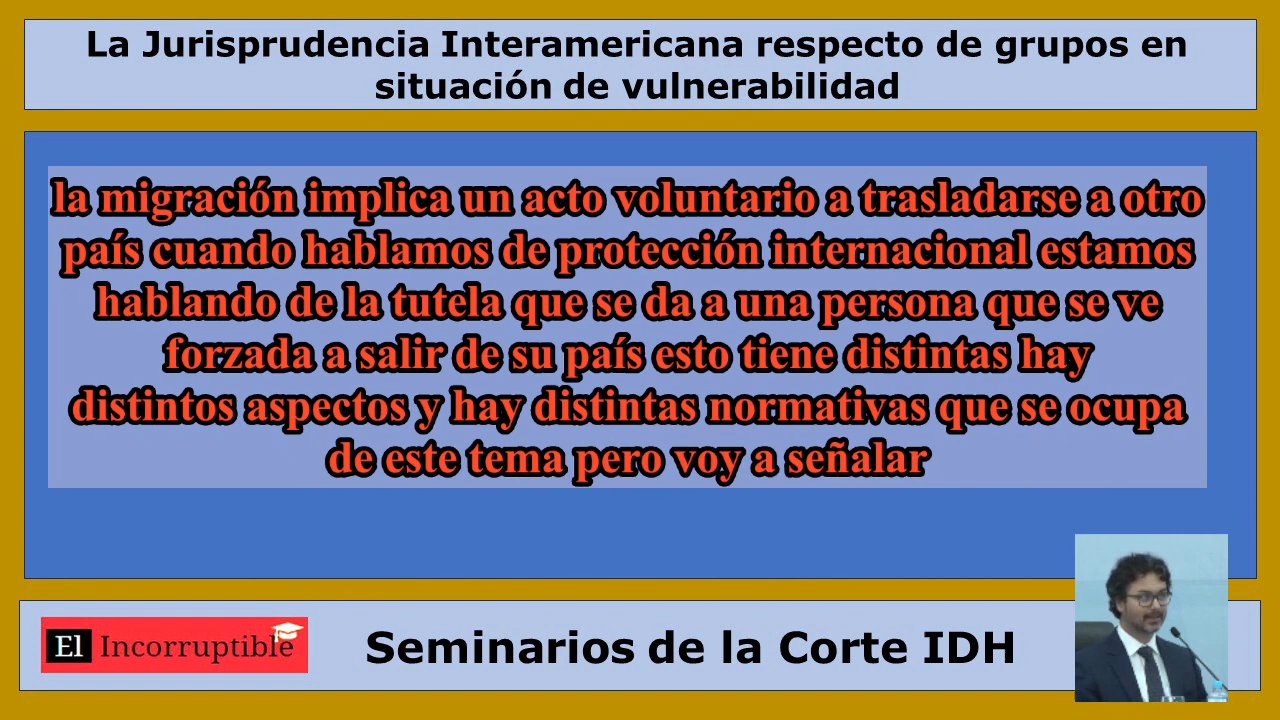 La Jurisprudencia Interamericana respecto de grupos en
situación de vulnerabilidad
la migración implica un acto voluntario a trasladarse a otro
país cuando hablamos de protección internacional estamos
hablando de la tutela que se da a una persona que se ve
forzada a salir de su país esto tiene distintas hay
distintos aspectos y hay distintas normativas que se ocupa
de este tema pero voy a señalar
El Incorruptible
Seminarios de la Corte IDH